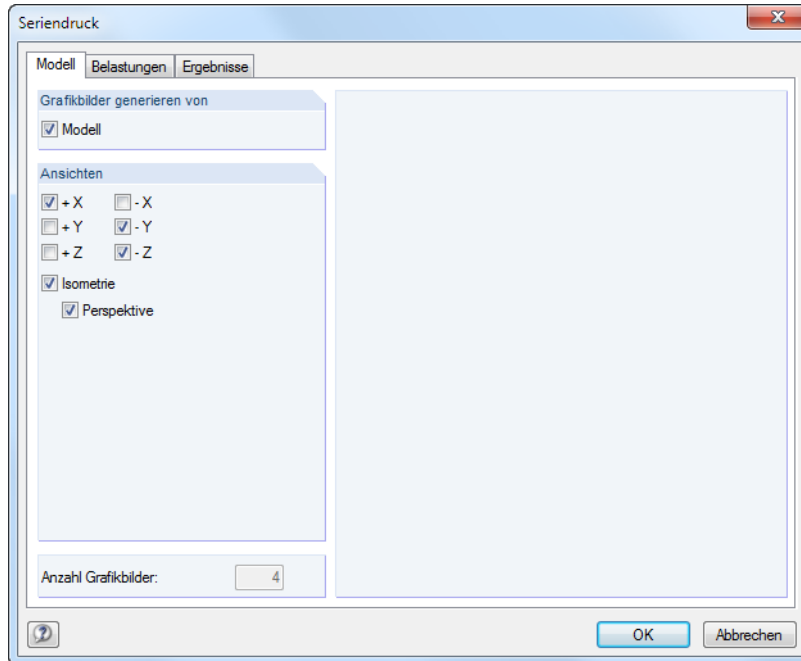 Seriendruck
Modell Belastungen Ergebnisse
Grafikbilder generieren von
Modell
Ansichten
+ X - X
+ Y - Y
+ Z - Z
Isometrie
Perspektive
Anzahl Grafikbilder: 4
OK Abbrechen